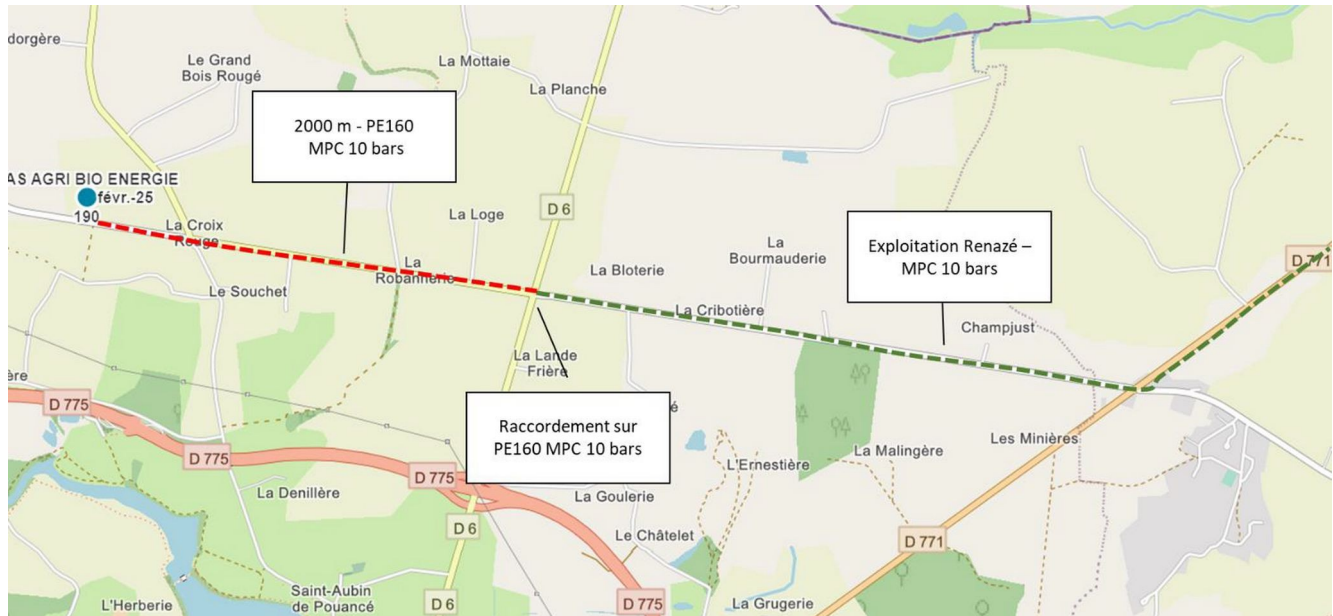 dorgère
Le Grand
Bois Rougé
La Mottaie
La Planche
2000 m - PE160
MPC 10 bars
AS AGRI BIO ENERGIE
févr.-25
190
La Croix
Rouge
La Loge
D 6
La
Robannerie
Le Souchet
La Bloterie
La
Bourmauderie
Exploitation Renazé –
MPC 10 bars
D 771
La Cribotière
Champjust
La Lande
Frière
ère
D 775
Raccordement sur
PE160 MPC 10 bars
é
D 775
D 775
Les Minières
L'Ernestière
La Malingère
La Denillère
La Goulerie
D 6
Le Châtelet
D 771
Saint-Aubin
de Pouancé
L'Herberie
D 6
D 775
La Grugerie